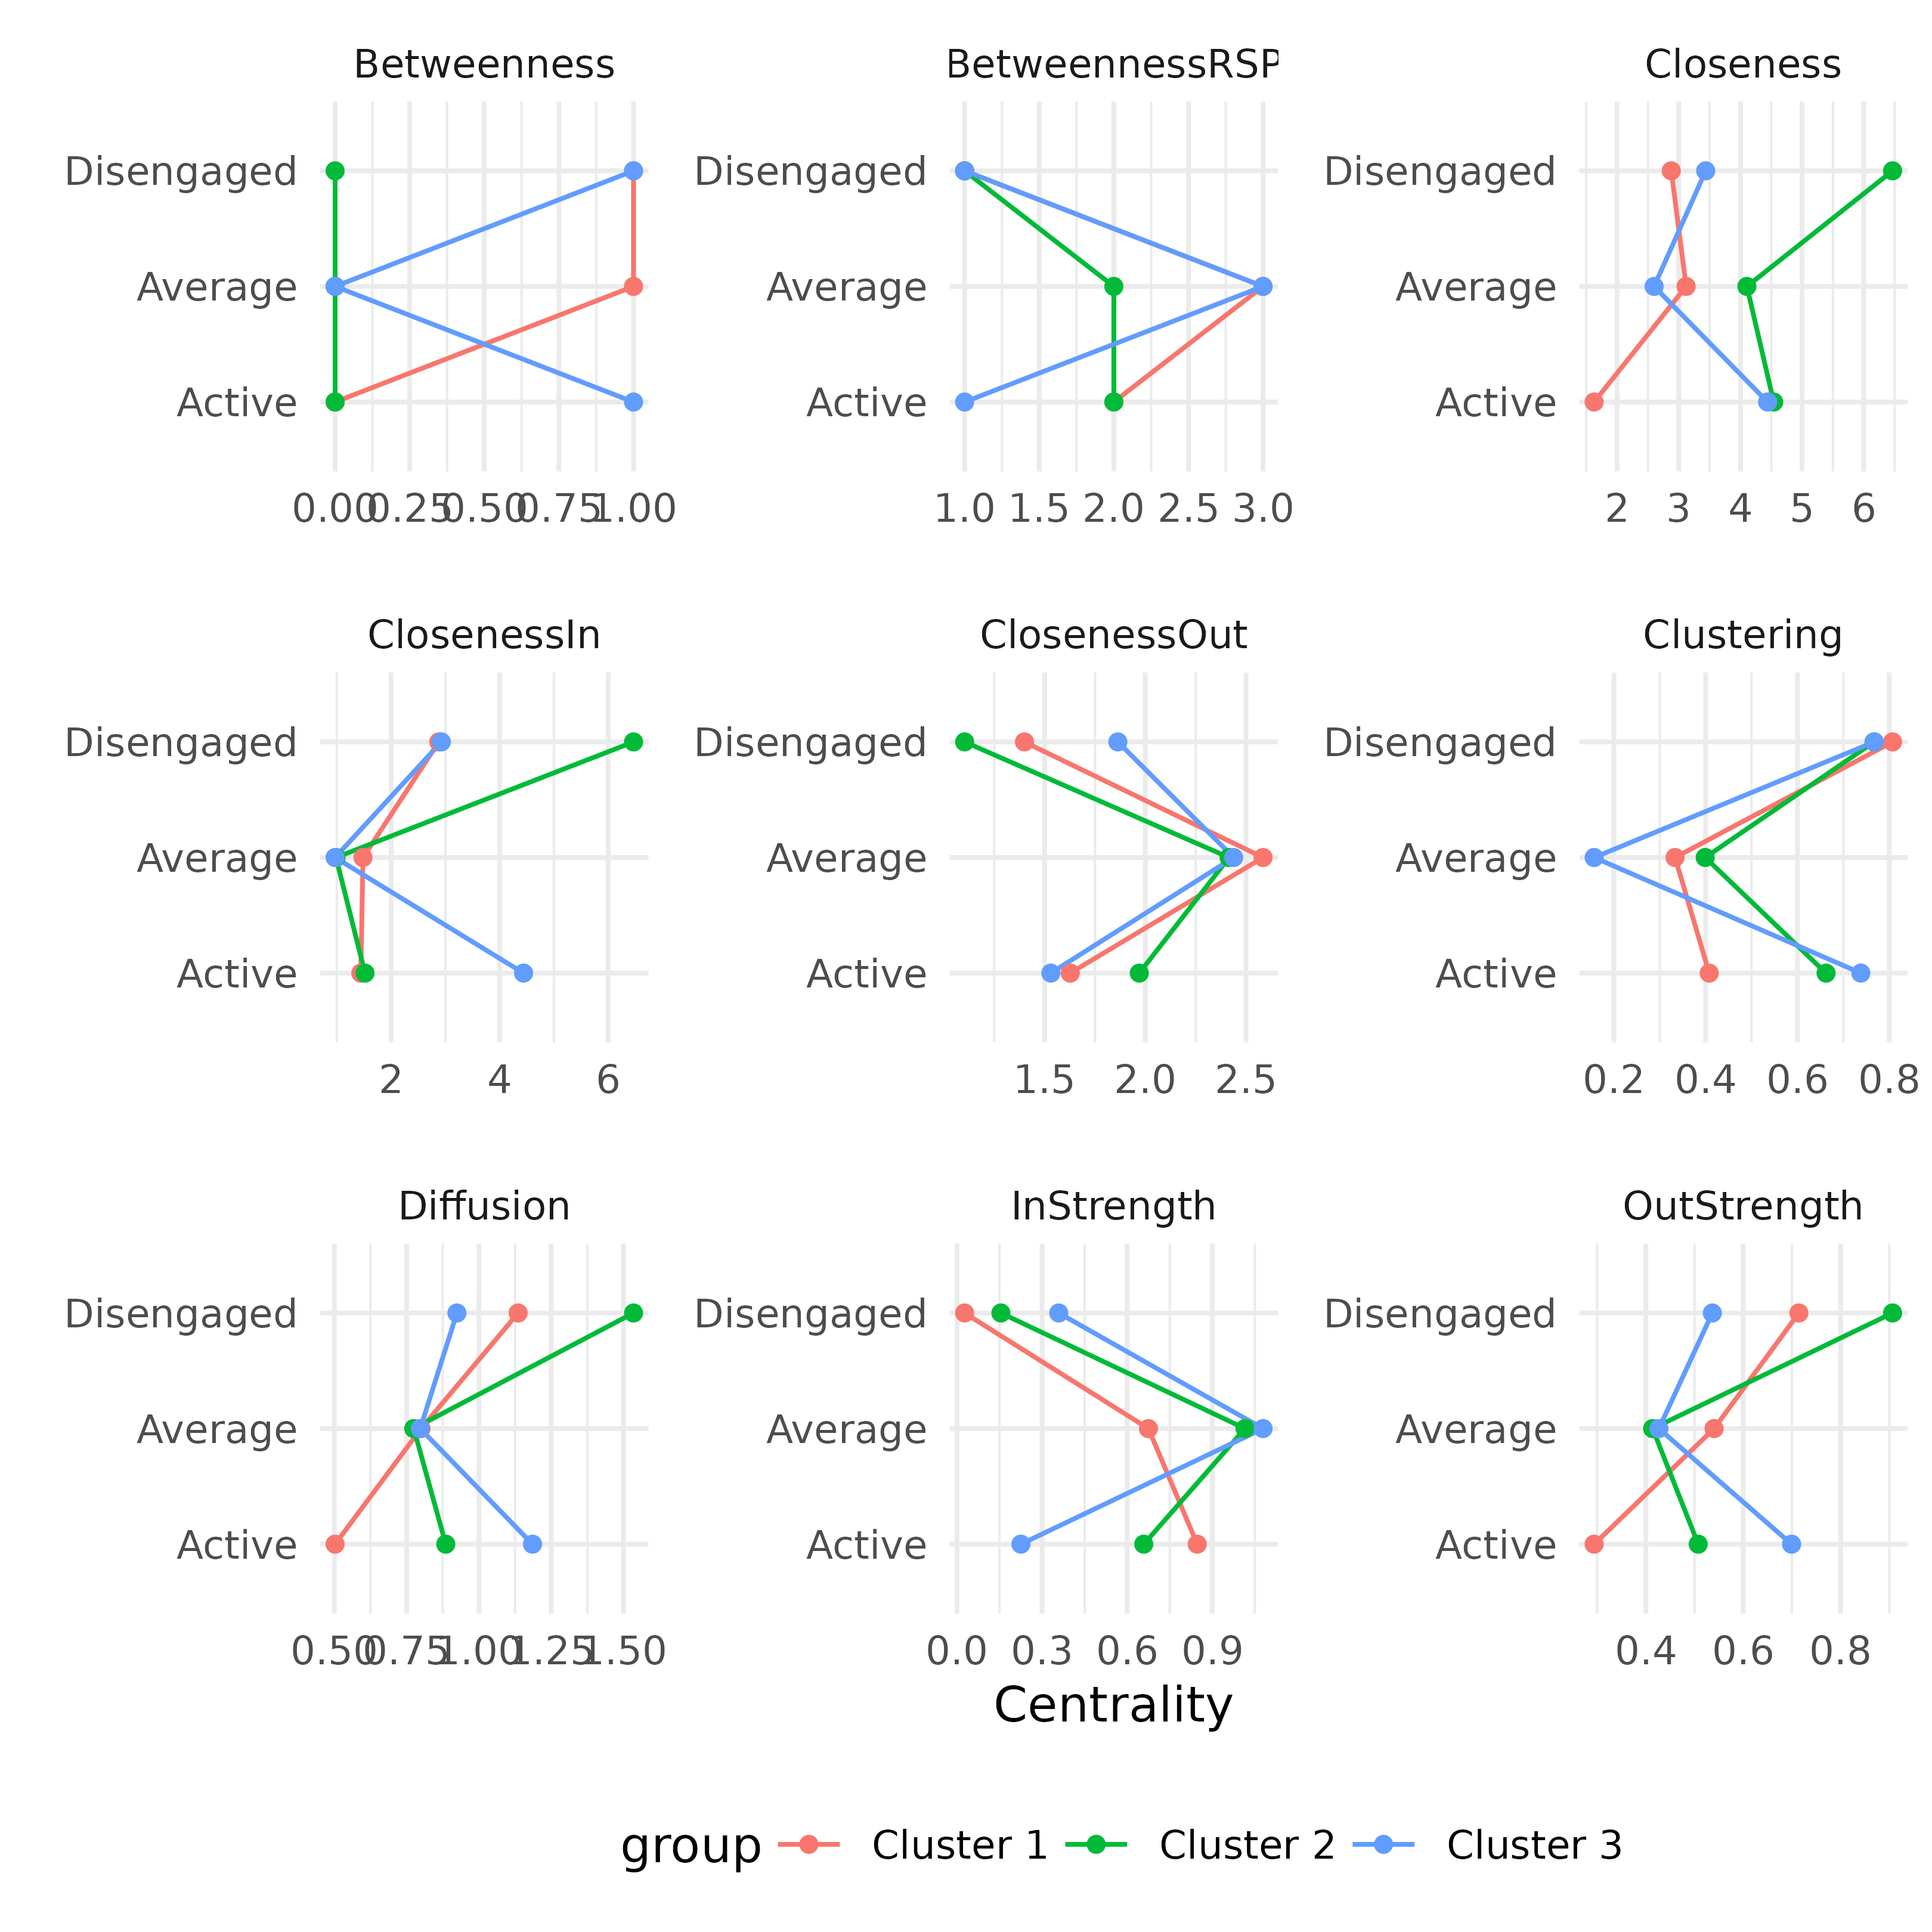 Betweenness BetweennessRSP Closeness
Disengaged Disengaged Disengaged
Average Average Average
Active Active Active
0.00 0.25 0.50 0.75 1.00 1.0 1.5 2.0 2.5 3.0 2 3 4 5 6
ClosenessIn ClosenessOut Clustering
Disengaged Disengaged Disengaged
Average Average Average
Active Active Active
2 4 6 1.5 2.0 2.5 0.2 0.4 0.6 0.8
Diffusion InStrength OutStrength
Disengaged Disengaged Disengaged
Average Average Average
Active Active Active
0.50 0.75 1.00 1.25 1.50 0.0 0.3 0.6 0.9 0.4 0.6 0.8
Centrality
group Cluster 1 Cluster 2 Cluster 3